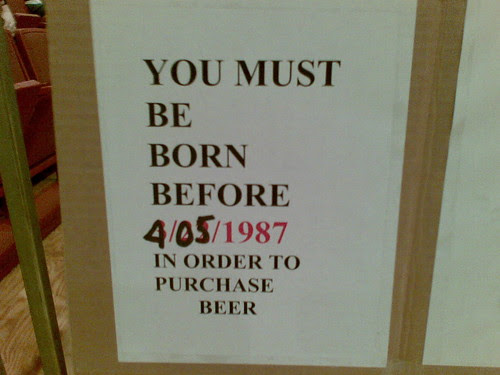 YOU MUST
BE
BORN
BEFORE
4/05/1987
IN ORDER TO
PURCHASE
BEER